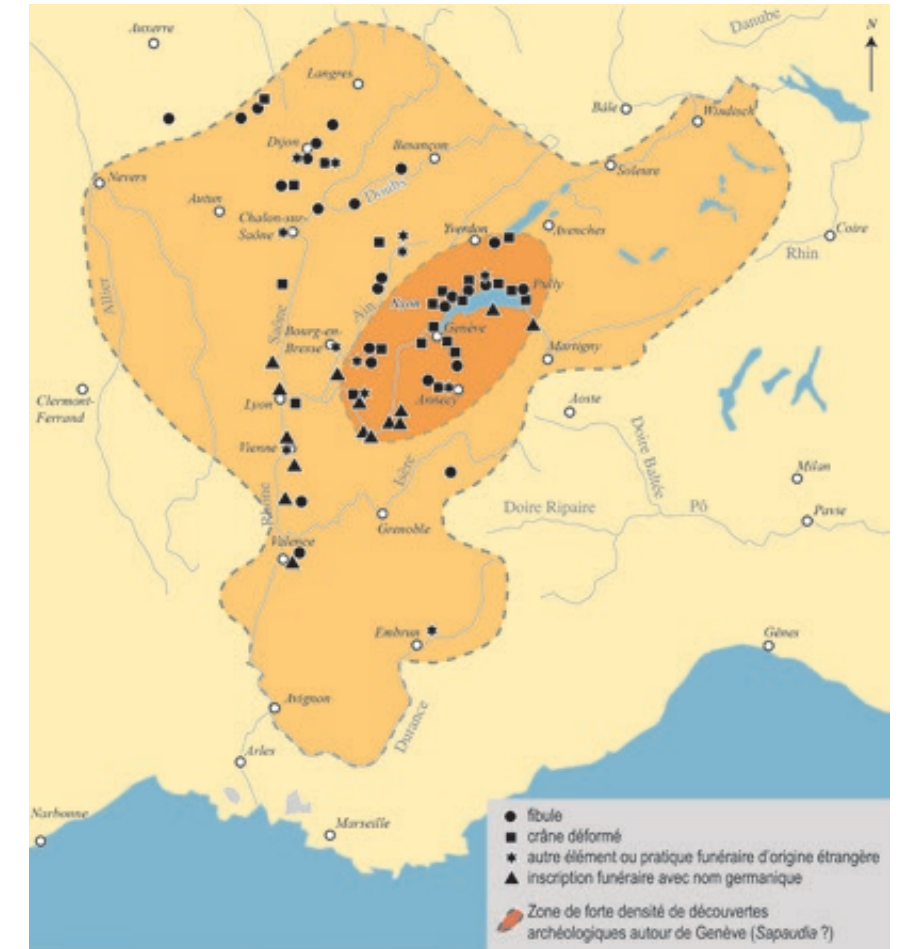 Auxerre
Danube
N
Langres
Bâle
Windisch
Dijon
Besançon
Soleure
Nevers
Doubs
Autun
Chalon-sur-
Saône
Yverdon
Avenches
Coire
Rhin
Allier
Ain
Nyon
Pully
Saône
Bourg-en-
Bresse
Genève
Martigny
Clermont-
Ferrand
Lyon
Annecy
Aoste
Vienne
Isère
Doire Baltée
Milan
Rhône
Grenoble
Doire Ripaire
Pô
Pavie
Valence
Embrun
Gênes
Avignon
Durance
Arles
Narbonne
Marseille
fibule
crâne déformé
autre élément ou pratique funéraire d'origine étrangère
inscription funéraire avec nom germanique
Zone de forte densité de découvertes
archéologiques autour de Genève (Sapaudia ?)